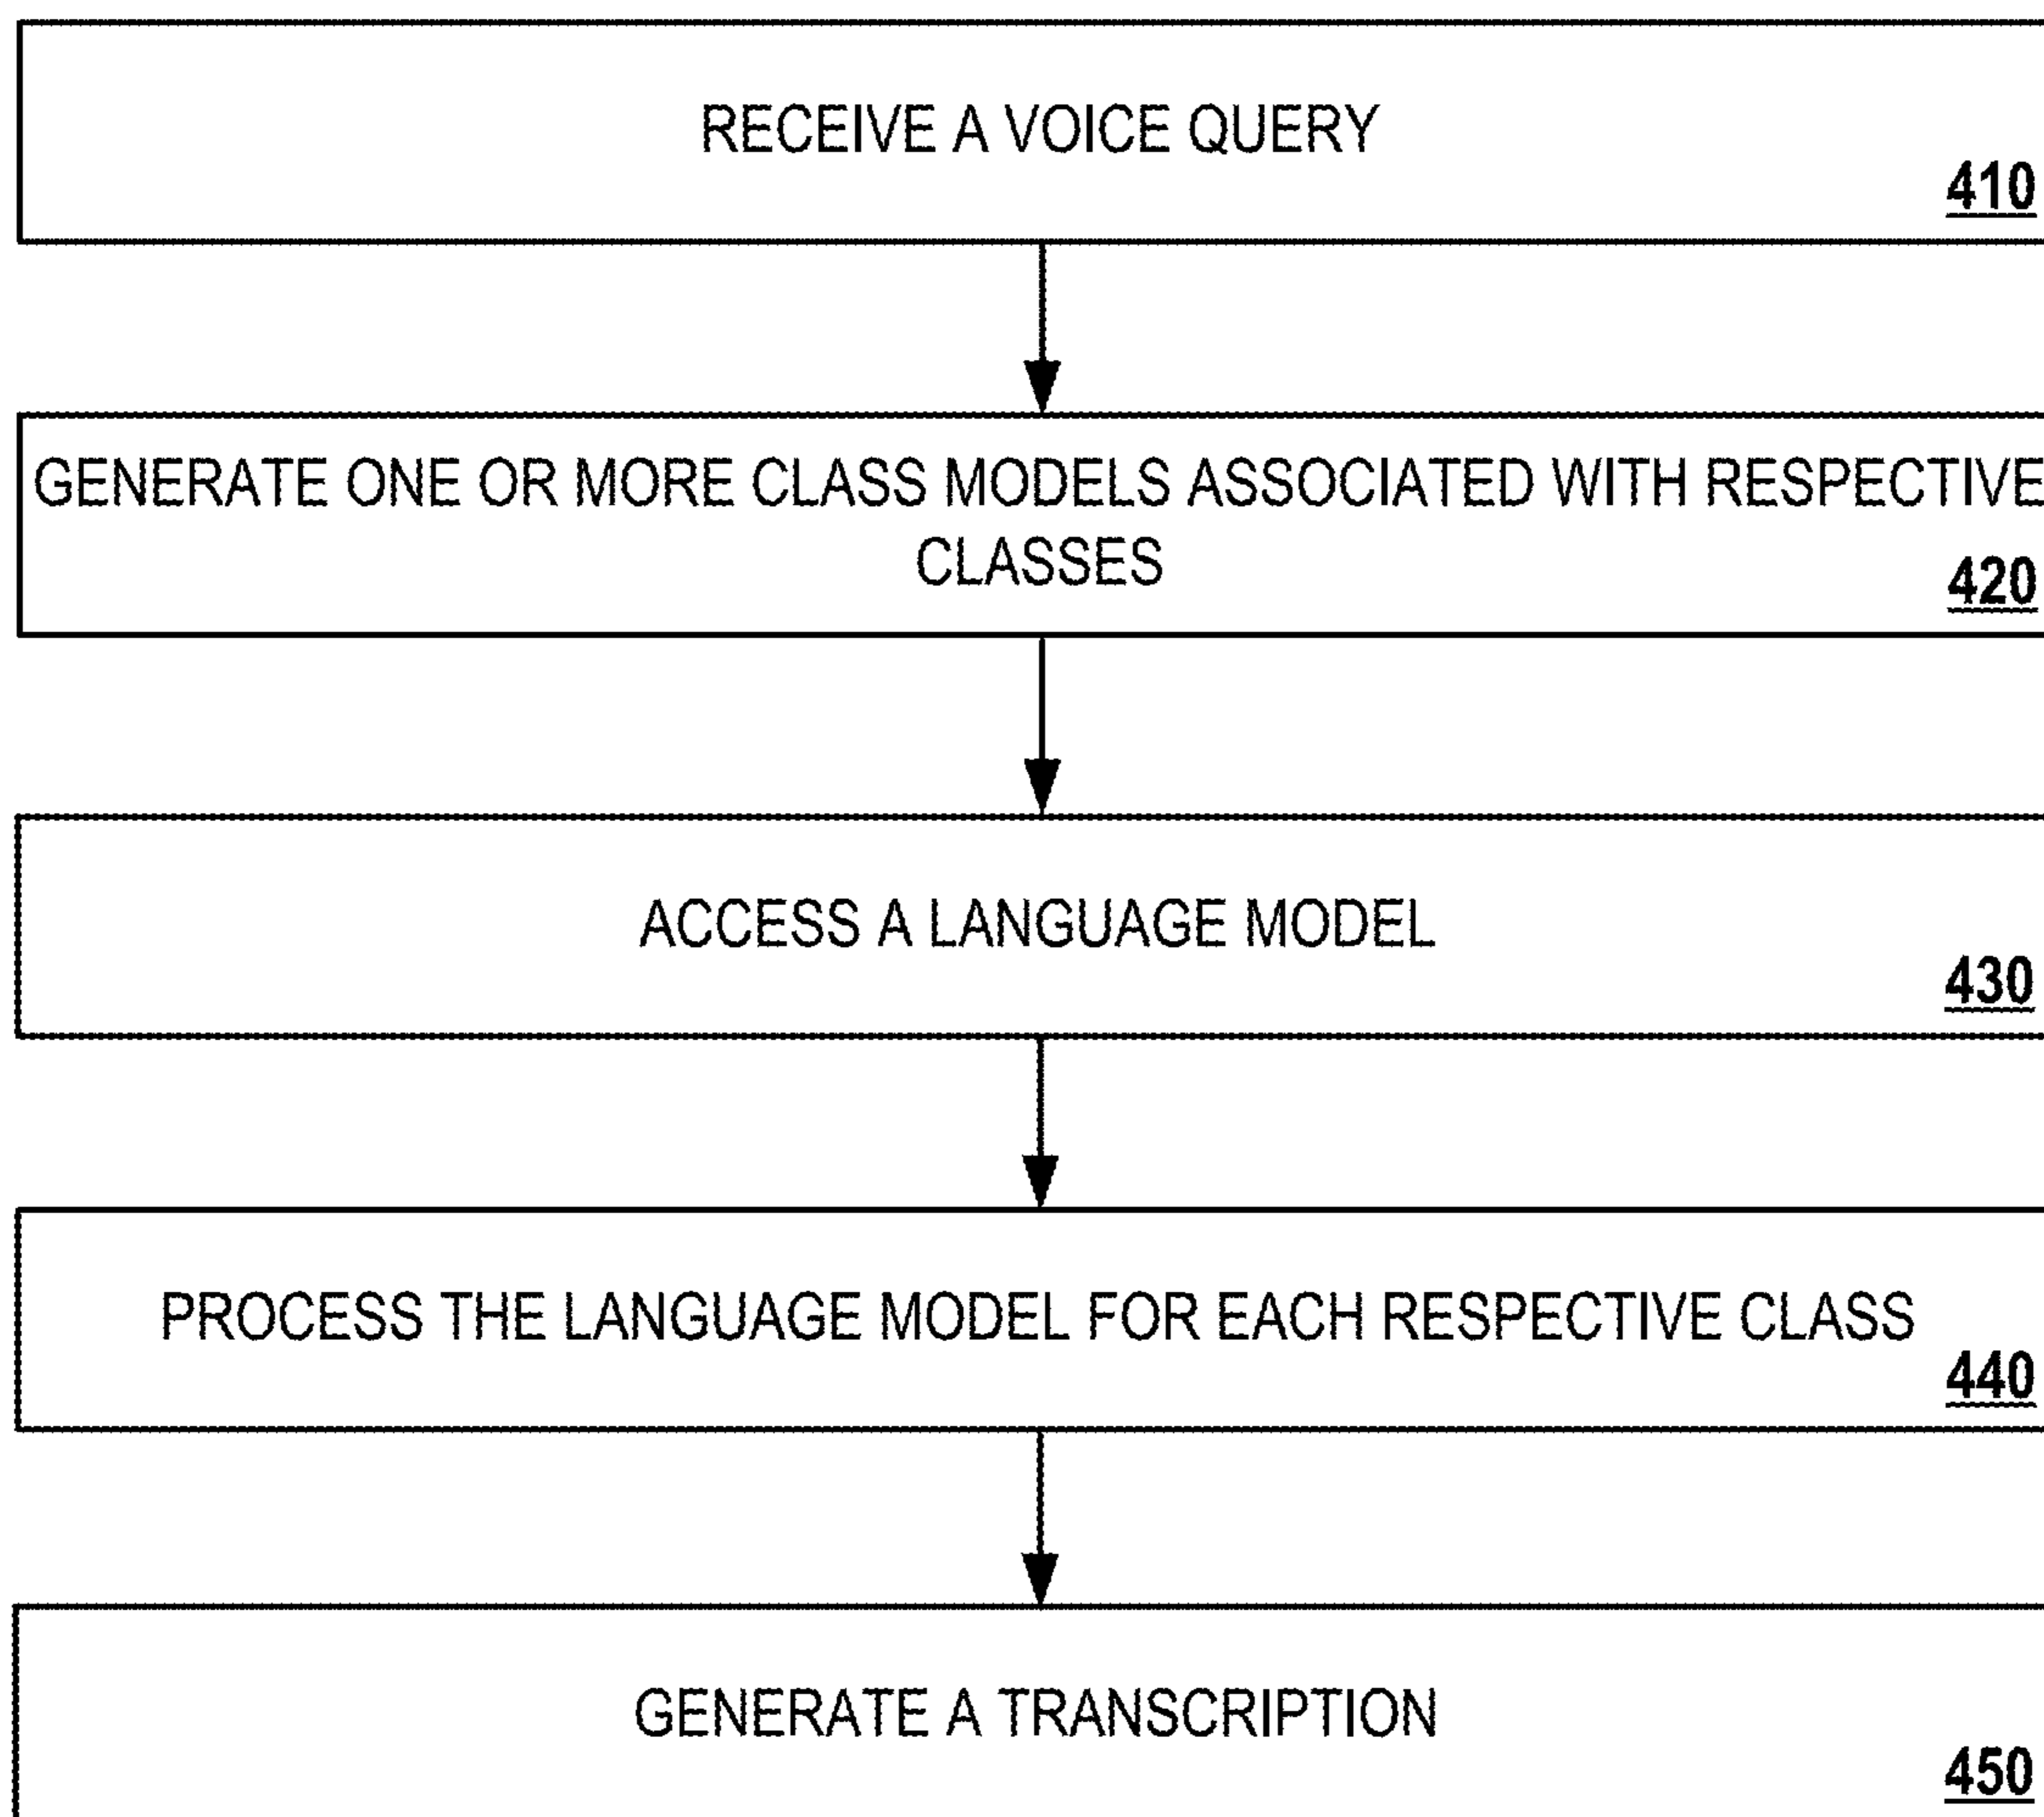 RECEIVE A VOICE QUERY
410
GENERATE ONE OR MORE CLASS MODELS ASSOCIATED WITH RESPECTIVE
CLASSES
420
ACCESS A LANGUAGE MODEL
430
PROCESS THE LANGUAGE MODEL FOR EACH RESPECTIVE CLASS
440
GENERATE A TRANSCRIPTION
450